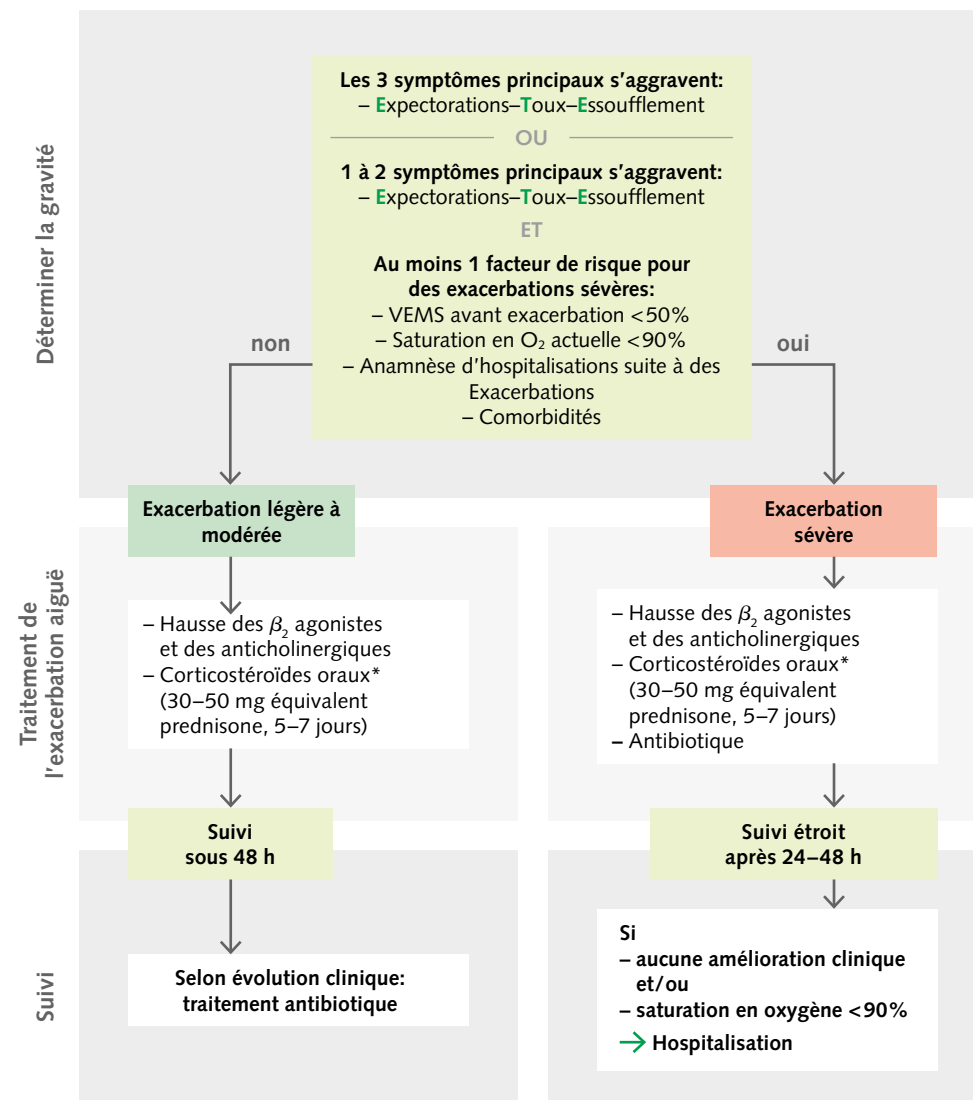 Déterminer la gravité
Les 3 symptômes principaux s’aggravent:
– Expectorations–Toux–Essoufflement
OU
1 à 2 symptômes principaux s’aggravent:
– Expectorations–Toux–Essoufflement
ET
Au moins 1 facteur de risque pour
des exacerbations sévères:
– VEMS avant exacerbation <50%
– Saturation en O₂ actuelle <90%
– Anamnèse d’hospitalisations suite à des
Exacerbations
– Comorbidités
non
oui
Exacerbation légère à
modérée
Exacerbation
sévère
Traitement de
l’exacerbation aiguë
– Hausse des β₂ agonistes
et des anticholinergiques
– Corticostéroïdes oraux*
(30–50 mg équivalent
prednisone, 5–7 jours)
– Hausse des β₂ agonistes
et des anticholinergiques
– Corticostéroïdes oraux*
(30–50 mg équivalent
prednisone, 5–7 jours)
– Antibiotique
Suivi
sous 48 h
Suivi étroit
après 24–48 h
Suivi
Selon évolution clinique:
traitement antibiotique
Si
– aucune amélioration clinique
et/ou
– saturation en oxygène <90%
→ Hospitalisation